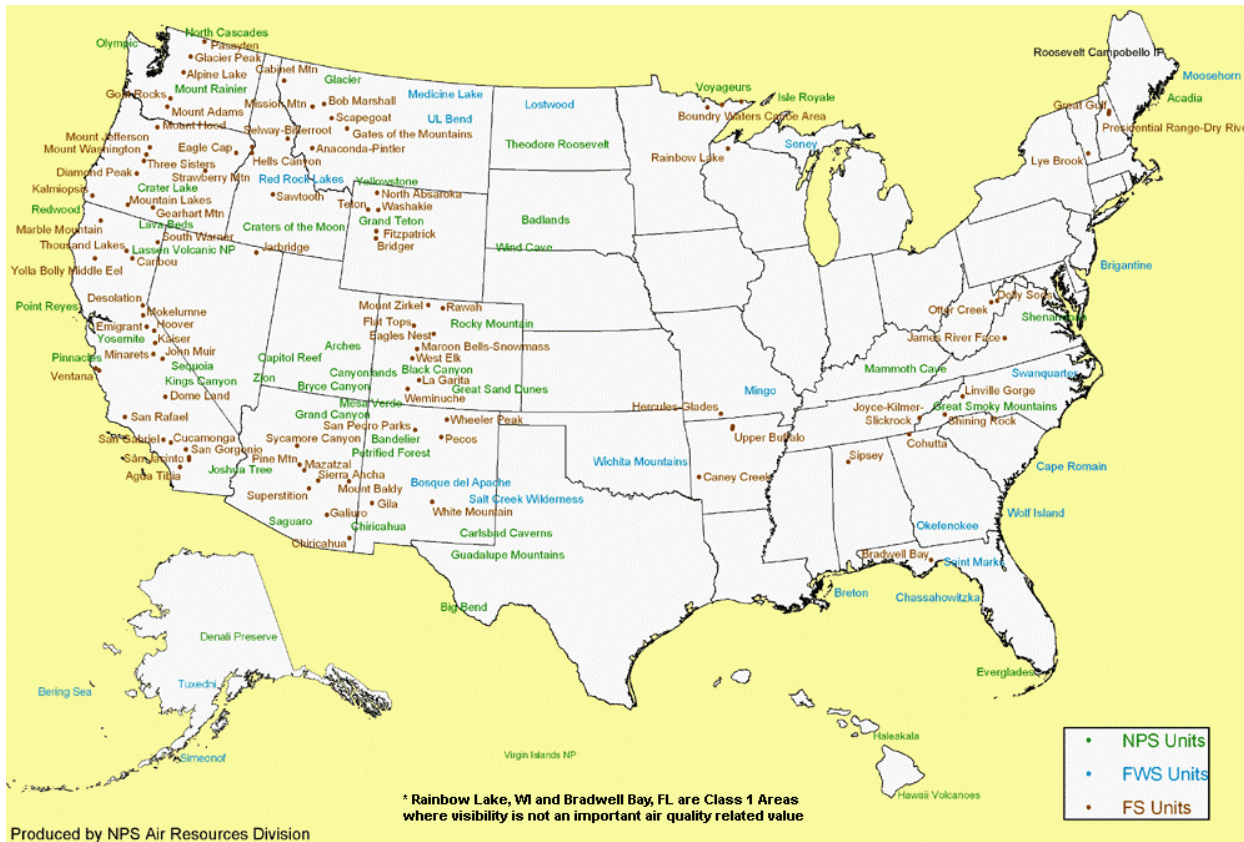 North Cascades
Pasayten
Olympic
Glacier Peak
Alpine Lake
Mount Rainier
Goat Rocks
Mount Adams
Mount Hood
Mount Jefferson
Mount Washington
Eagle Cap
Three Sisters
Diamond Peak
Strawberry Mtn
Hells Canyon
Kalmiopsis
Crater Lake
Mountain Lakes
Gearhart Mtn
Redwood
Lava Beds
Marble Mountain
South Warner
Thousand Lakes
Lassen Volcanic NP
Caribou
Yolla Bolly Middle Eel
Jarbridge
Desolation
Point Reyes
Mokelumne
Emigrant
Hoover
Yosemite
Kaiser
Minarets
John Muir
Pinnacles
Sequoia
Ventana
Kings Canyon
Dome Land
San Rafael
San Gabriel
Cucamonga
San Gorgonio
San Jacinto
Agua Tibia
Joshua Tree
Cabinet Mtn
Glacier
Mission Mtn
Bob Marshall
Medicine Lake
Scapegoat
UL Bend
Selway-Bitterroot
Gates of the Mountains
Anaconda-Pintler
Red Rock Lakes
Sawtooth
Craters of the Moon
Yellowstone
North Absaroka
Teton
Washakie
Grand Teton
Fitzpatrick
Bridger
Lostwood
Theodore Roosevelt
Badlands
Wind Cave
Mount Zirkel
Rawah
Flat Tops
Rocky Mountain
Eagles Nest
Arches
Maroon Bells-Snowmass
Capitol Reef
West Elk
Canyonlands
Black Canyon
Zion
Bryce Canyon
La Garita
Great Sand Dunes
Weminuche
Mesa Verde
Grand Canyon
Wheeler Peak
San Pedro Parks
Sycamore Canyon
Bandelier
Pecos
Petrified Forest
Pine Mtn
Mazatzal
Sierra Ancha
Mount Baldy
Superstition
Bosque del Apache
Salt Creek Wilderness
Gila
White Mountain
Saguaro
Galiuro
Chiricahua
Chiricahua
Carlsbad Caverns
Guadalupe Mountains
Big Bend
Wichita Mountains
Voyageurs
Isle Royale
Boundry Waters Canoe Area
Rainbow Lake
Seney
Mingo
Hercules-Glades
Upper Buffalo
Caney Creek
Breton
Sipsey
Mammoth Cave
Joyce-Kilmer-
Slickrock
Great Smoky Mountains
Shining Rock
Linville Gorge
Cohutta
Otter Creek
Dolly Sods
Shenandoah
James River Face
Swanquarter
Brigantine
Cape Romain
Wolf Island
Okefenokee
Bradwell Bay
Saint Marks
Chassahowitzka
Everglades
Roosevelt Campobello IP
Moosehorn
Acadia
Great Gulf
Presidential Range-Dry Rive
Lye Brook
Denali Preserve
Bering Sea
Tuxedni
Simeonof
Virgin Islands NP
Haleakala
Hawaii Volcanoes
NPS Units
FWS Units
FS Units
* Rainbow Lake, WI and Bradwell Bay, FL are Class 1 Areas
where visibility is not an important air quality related value
Produced by NPS Air Resources Division